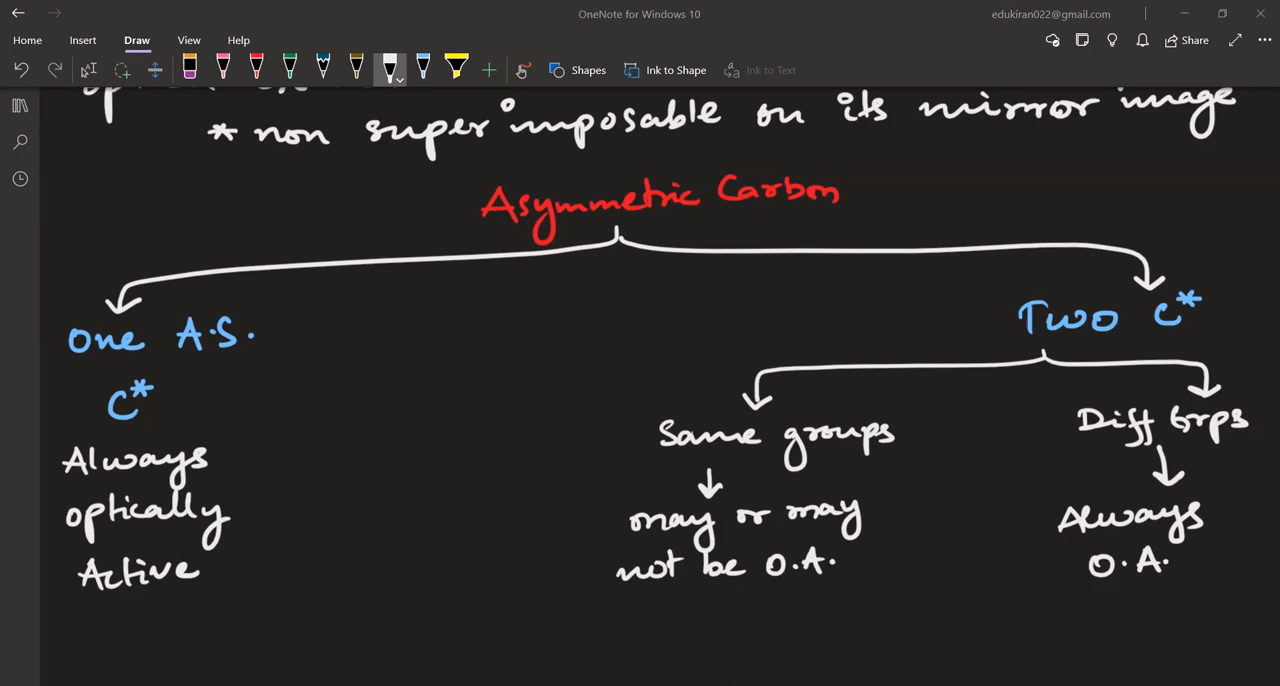 OneNote for Windows 10
edukiran022@gmail.com
Home Insert Draw View Help
Share
Shapes Ink to Shape Ink to Text
* non superimposable on its mirror image
Asymmetric Carbon
One A.S.
C*
Always
optically
Active
Two C*
Same groups
may or may
not be O.A.
Diff Grps
Always
O.A.